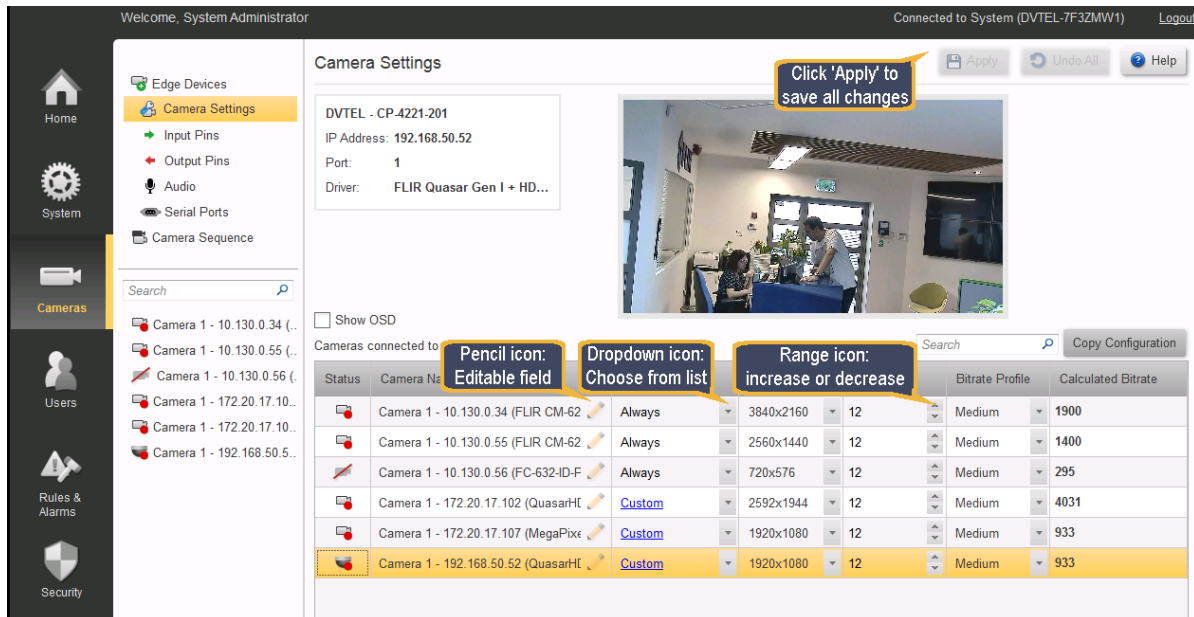 Welcome, System Administrator
Connected to System (DVTEL-7F3ZMW1)
Logout
Home
System
Cameras
Users
Rules &
Alarms
Security
Edge Devices
Camera Settings
Input Pins
Output Pins
Audio
Serial Ports
Camera Sequence
Search
Camera 1 - 10.130.0.34 (..
Camera 1 - 10.130.0.55 (..
Camera 1 - 10.130.0.56 (.
Camera 1 - 172.20.17.10..
Camera 1 - 172.20.17.10..
Camera 1 - 192.168.50.5..
Camera Settings
Click 'Apply' to
save all changes
Apply
Undo All
Help
DVTEL - CP-4221-201
IP Address: 192.168.50.52
Port: 1
Driver: FLIR Quasar Gen I + HD...
Show OSD
Cameras connected to
Pencil icon:
Editable field
Dropdown icon:
Choose from list
Range icon:
increase or decrease
Search
Copy Configuration
Status Camera Na Bitrate Profile Calculated Bitrate
Camera 1 - 10.130.0.34 (FLIR CM-62 Always 3840x2160 12 Medium 1900
Camera 1 - 10.130.0.55 (FLIR CM-62 Always 2560x1440 12 Medium 1400
Camera 1 - 10.130.0.56 (FC-632-ID-F Always 720x576 12 Medium 295
Camera 1 - 172.20.17.102 (QuasarHD Custom 2592x1944 12 Medium 4031
Camera 1 - 172.20.17.107 (MegaPixe Custom 1920x1080 12 Medium 933
Camera 1 - 192.168.50.52 (QuasarHD Custom 1920x1080 12 Medium 933